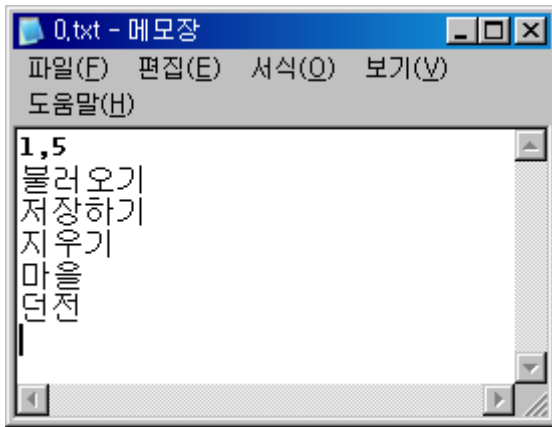 0.txt - 메모장
파일(F) 편집(E) 서식(O) 보기(V)
도움말(H)
1,5
불러오기
저장하기
지우기
마을
던전